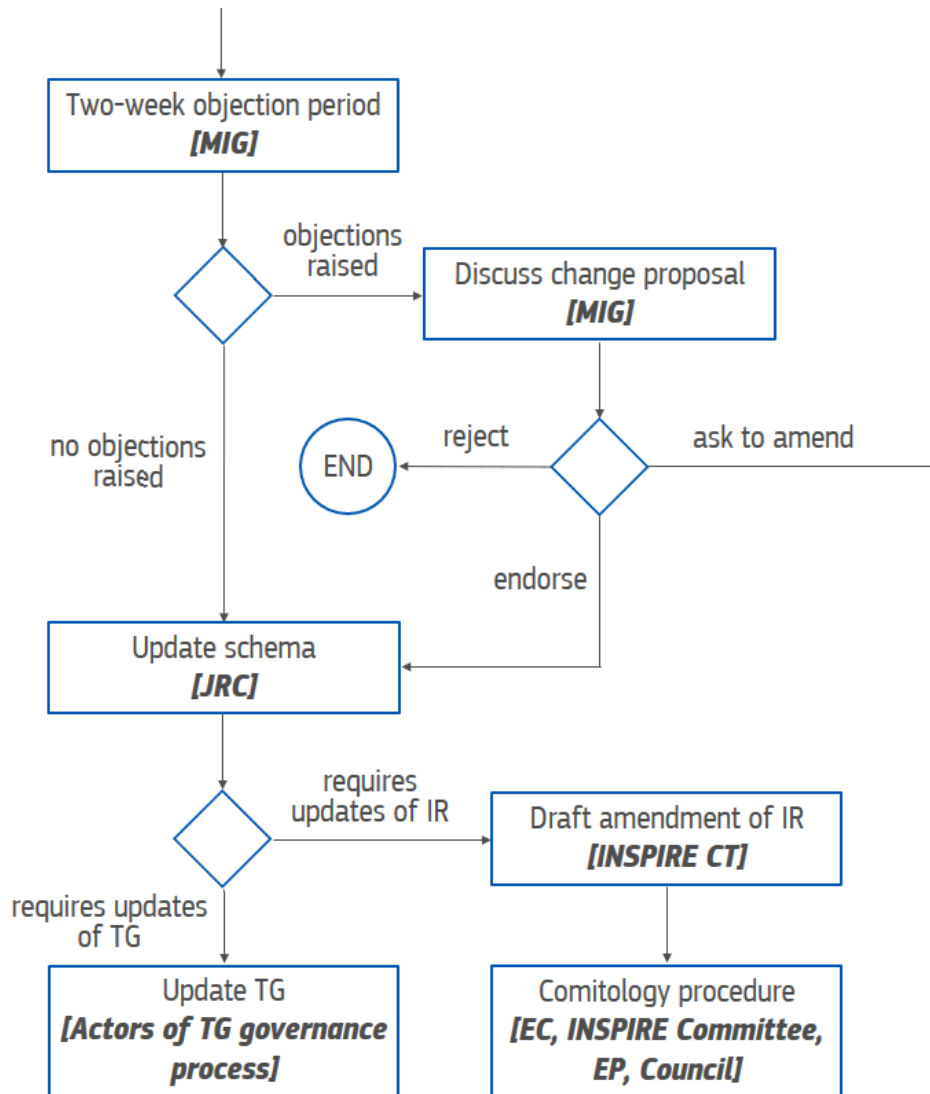 Two-week objection period
[MIG]
objections
raised
Discuss change proposal
[MIG]
no objections
raised
END
reject
ask to amend
endorse
Update schema
[JRC]
requires
updates of IR
Draft amendment of IR
[INSPIRE CT]
requires updates
of TG
Update TG
[Actors of TG governance
process]
Comitology procedure
[EC, INSPIRE Committee,
EP, Council]